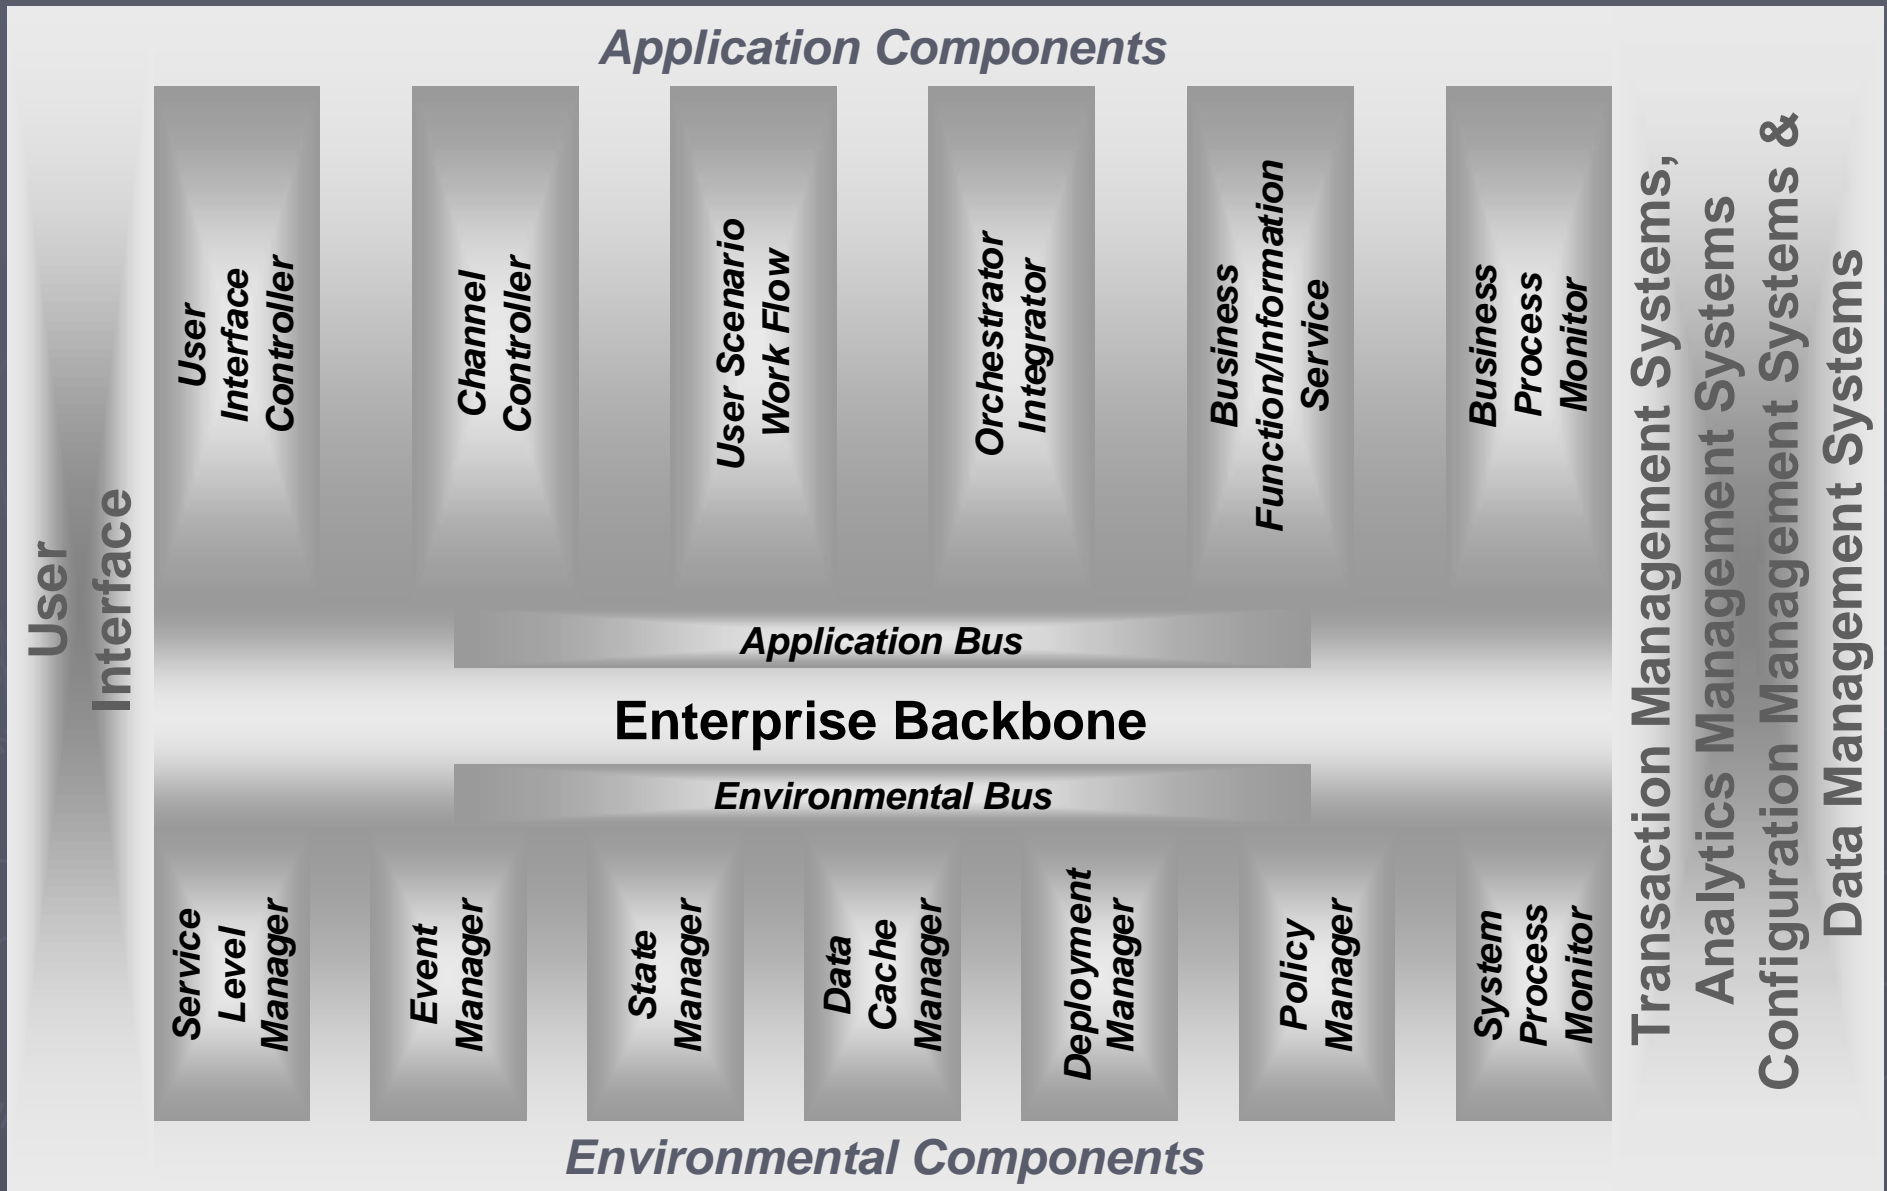 Application Components
User
Interface
User
Interface
Controller
Channel
Controller
User Scenario
Work Flow
Orchestrator
Integrator
Business
Function/Information
Service
Business
Process
Monitor
Application Bus
Enterprise Backbone
Environmental Bus
Service
Level
Manager
Event
Manager
State
Manager
Data
Cache
Manager
Deployment
Manager
Policy
Manager
System
Process
Monitor
Transaction Management Systems,
Analytics Management Systems
Configuration Management Systems &
Data Management Systems
Environmental Components